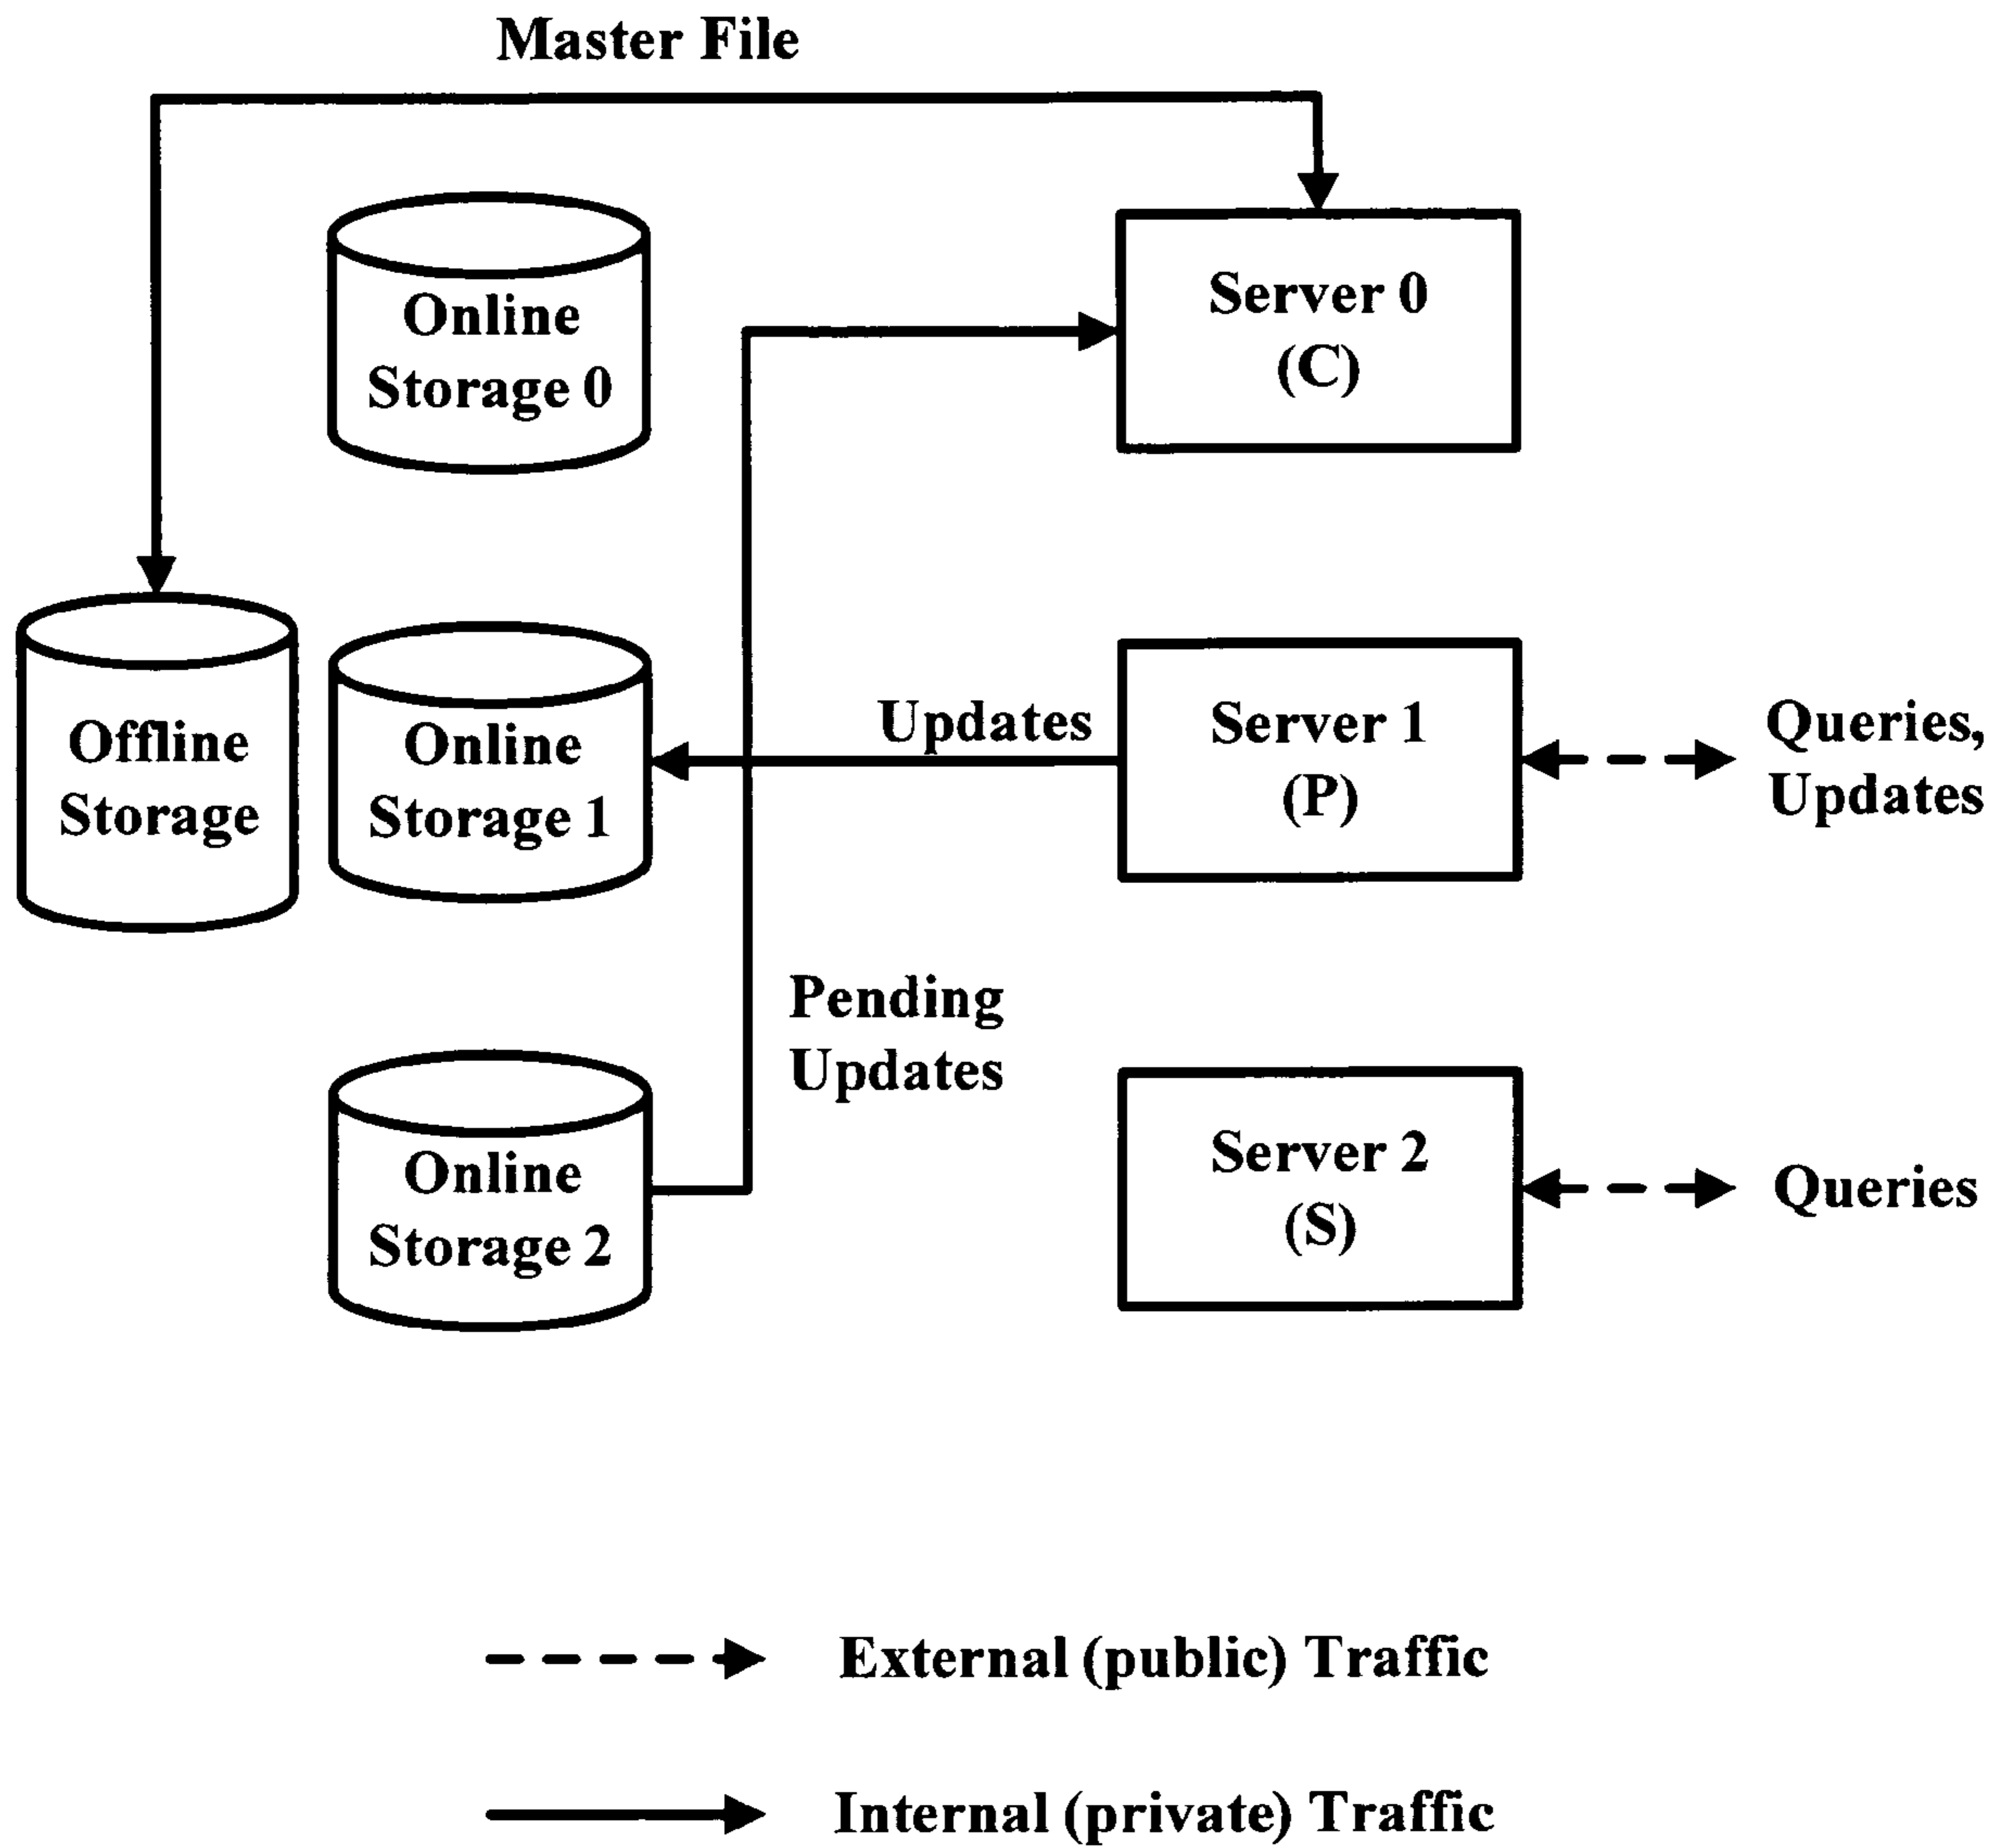 Master File
Online
Storage 0
Server 0
(C)
Offline
Storage
Online
Storage 1
Updates
Server 1
(P)
Queries,
Updates
Pending
Updates
Online
Storage 2
Server 2
(S)
Queries
External (public) Traffic
Internal (private) Traffic